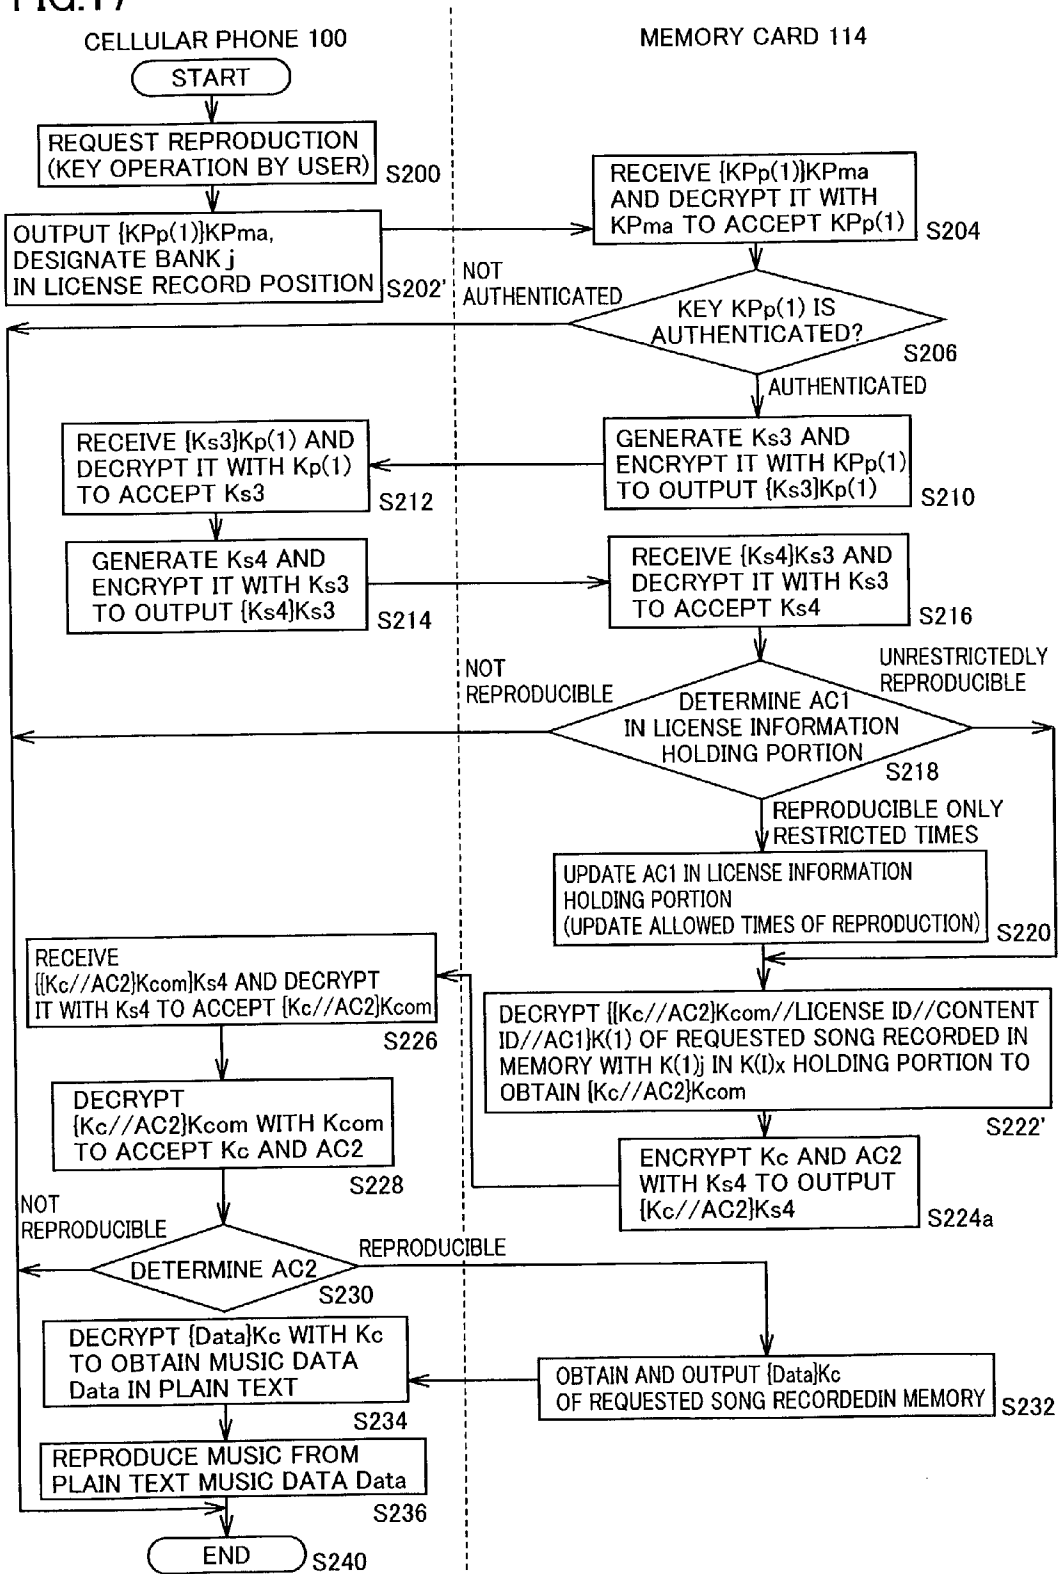 FIG.17
CELLULAR PHONE 100
MEMORY CARD 114
START
REQUEST REPRODUCTION
(KEY OPERATION BY USER)
S200
OUTPUT {KPp(1)}KPma,
DESIGNATE BANK j
IN LICENSE RECORD POSITION
S202'
RECEIVE {KPp(1)}KPma
AND DECRYPT IT WITH
KPma TO ACCEPT KPp(1)
S204
NOT
AUTHENTICATED
KEY KPp(1) IS
AUTHENTICATED?
S206
AUTHENTICATED
GENERATE Ks3 AND
ENCRYPT IT WITH KPp(1)
TO OUTPUT {Ks3}Kp(1)
S210
RECEIVE {Ks3}Kp(1) AND
DECRYPT IT WITH Kp(1)
TO ACCEPT Ks3
S212
GENERATE Ks4 AND
ENCRYPT IT WITH Ks3
TO OUTPUT {Ks4}Ks3
S214
RECEIVE {Ks4}Ks3 AND
DECRYPT IT WITH Ks3
TO ACCEPT Ks4
S216
NOT
REPRODUCIBLE
UNRESTRICTEDLY
REPRODUCIBLE
DETERMINE AC1
IN LICENSE INFORMATION
HOLDING PORTION
S218
REPRODUCIBLE ONLY
RESTRICTED TIMES
UPDATE AC1 IN LICENSE INFORMATION
HOLDING PORTION
(UPDATE ALLOWED TIMES OF REPRODUCTION)
S220
DECRYPT {{Kc//AC2}Kcom//LICENSE ID//CONTENT
ID//AC1}K(1) OF REQUESTED SONG RECORDED IN
MEMORY WITH K(1)j IN K(I)x HOLDING PORTION TO
OBTAIN {Kc//AC2}Kcom
S222'
ENCRYPT Kc AND AC2
WITH Ks4 TO OUTPUT
{Kc//AC2}Ks4
S224a
RECEIVE
{{Kc//AC2}Kcom}Ks4 AND DECRYPT
IT WITH Ks4 TO ACCEPT {Kc//AC2}Kcom
S226
DECRYPT
{Kc//AC2}Kcom WITH Kcom
TO ACCEPT Kc AND AC2
S228
NOT
REPRODUCIBLE
REPRODUCIBLE
DETERMINE AC2
S230
OBTAIN AND OUTPUT {Data}Kc
OF REQUESTED SONG RECORDEDIN MEMORY
S232
DECRYPT {Data}Kc WITH Kc
TO OBTAIN MUSIC DATA
Data IN PLAIN TEXT
S234
REPRODUCE MUSIC FROM
PLAIN TEXT MUSIC DATA Data
S236
END
S240